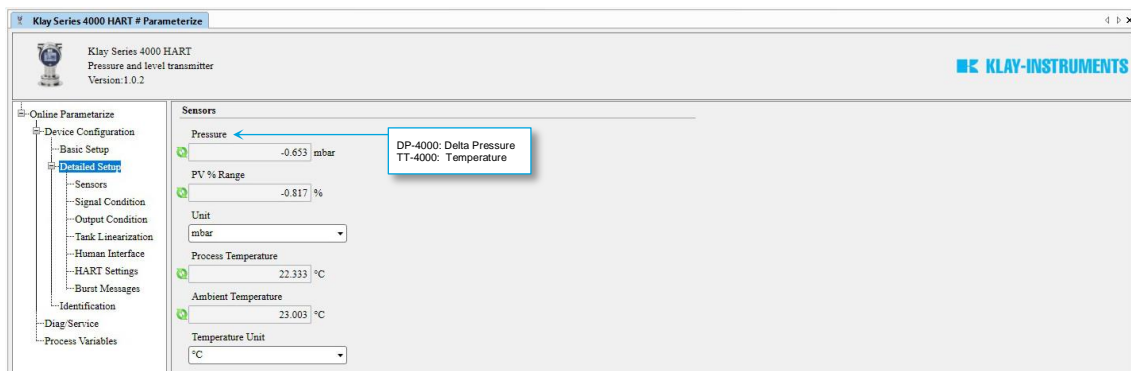 Klay Series 4000 HART # Parameterize
Klay Series 4000 HART
Pressure and level transmitter
Version:1.0.2
KLAY-INSTRUMENTS
Online Parametarize
Device Configuration
Basic Setup
Detailed Setup
Sensors
Signal Condition
Output Condition
Tank Linearization
Human Interface
HART Settings
Burst Messages
Identification
Diag/Service
Process Variables
Sensors
Pressure
-0.653 mbar
DP-4000: Delta Pressure
TT-4000: Temperature
PV % Range
-0.817 %
Unit
mbar
Process Temperature
22.333 °C
Ambient Temperature
23.003 °C
Temperature Unit
°C